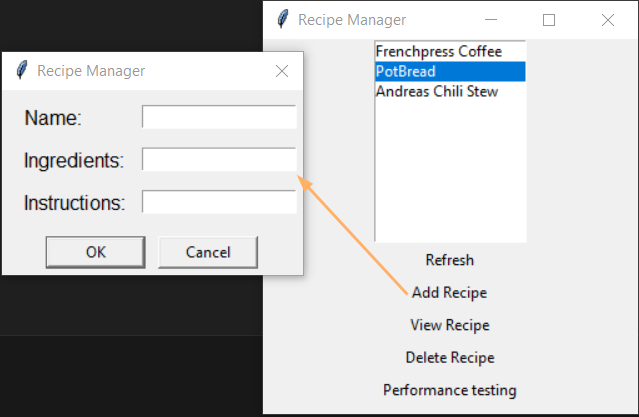 Recipe Manager
Name:
Ingredients:
Instructions:
OK
Cancel
Recipe Manager
Frenchpress Coffee
PotBread
Andreas Chili Stew
Refresh
Add Recipe
View Recipe
Delete Recipe
Performance testing